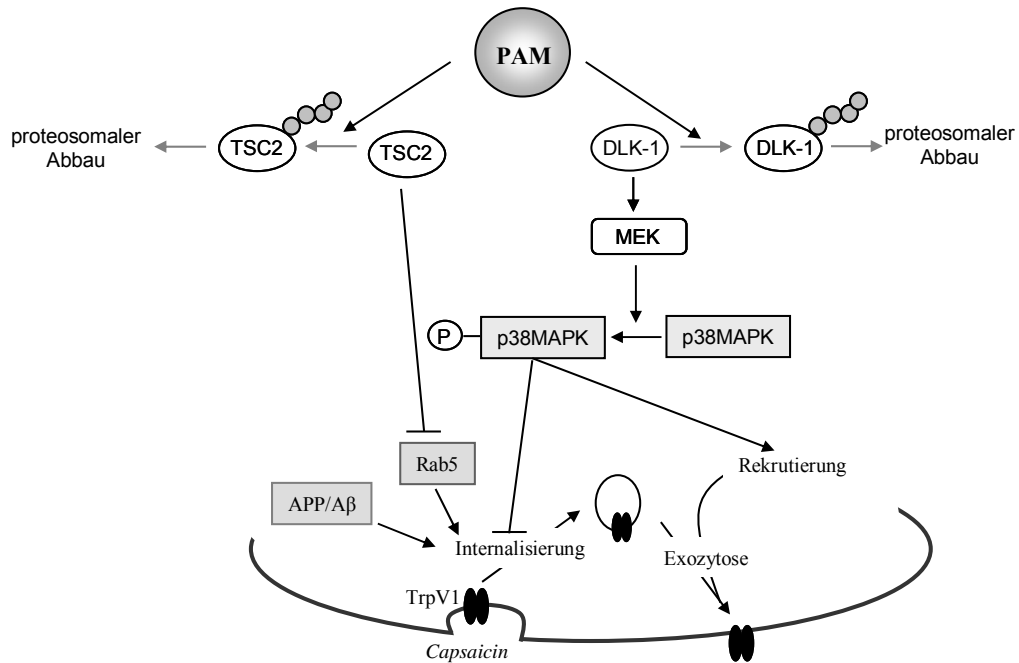 PAM
proteosomaler
Abbau
TSC2
TSC2
DLK-1
DLK-1
proteosomaler
Abbau
MEK
P
p38MAPK
p38MAPK
Rab5
Rekrutierung
APP/Aβ
Internalisierung
Exozytose
TrpV1
Capsaicin